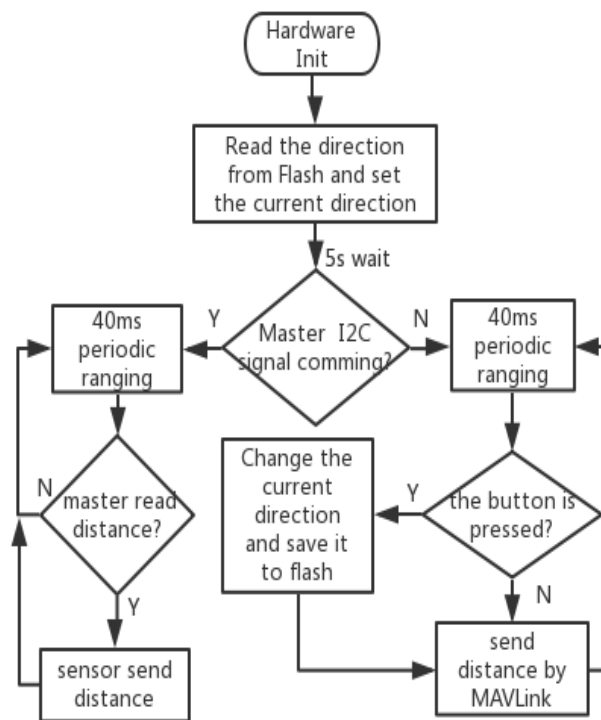 Hardware
Init
Read the direction
from Flash and set
the current direction
5s wait
Master I2C
signal comming?
Y
N
40ms
periodic
ranging
40ms
periodic
ranging
master read
distance?
N
Y
sensor send
distance
Change the
current
direction
and save it
to flash
Y
the button is
pressed?
N
send
distance by
MAVLink